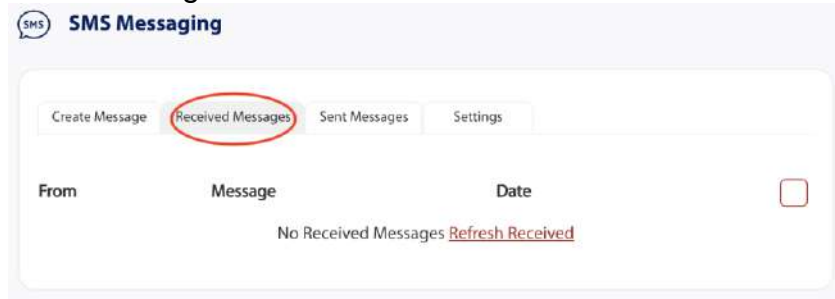 SMS SMS Messaging
Create Message Received Messages Sent Messages Settings
From Message Date
No Received Messages Refresh Received